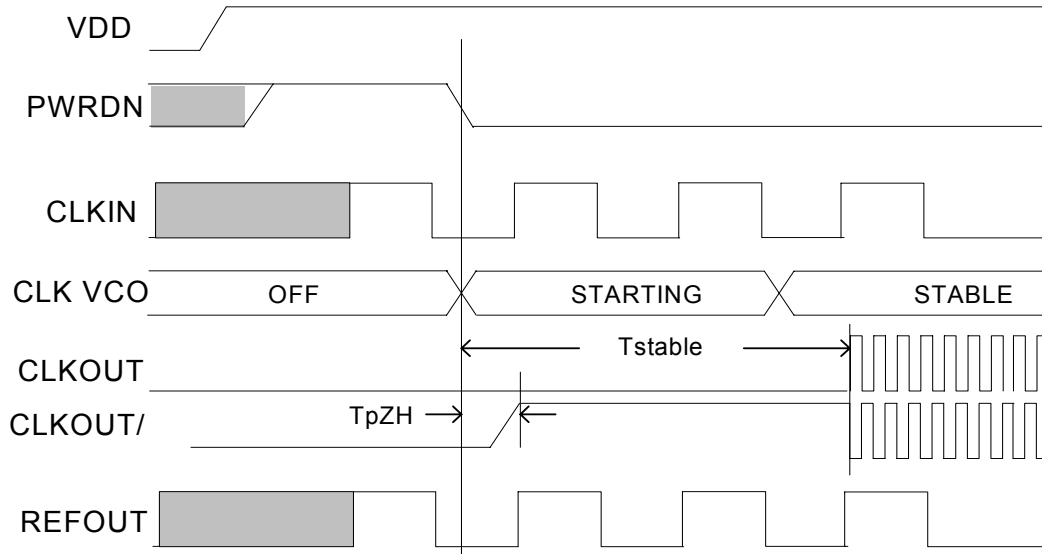 VDD
PWRDN
CLKIN
CLK VCO
OFF
STARTING
STABLE
Tstable
CLKOUT
TpZH
CLKOUT/
REFOUT